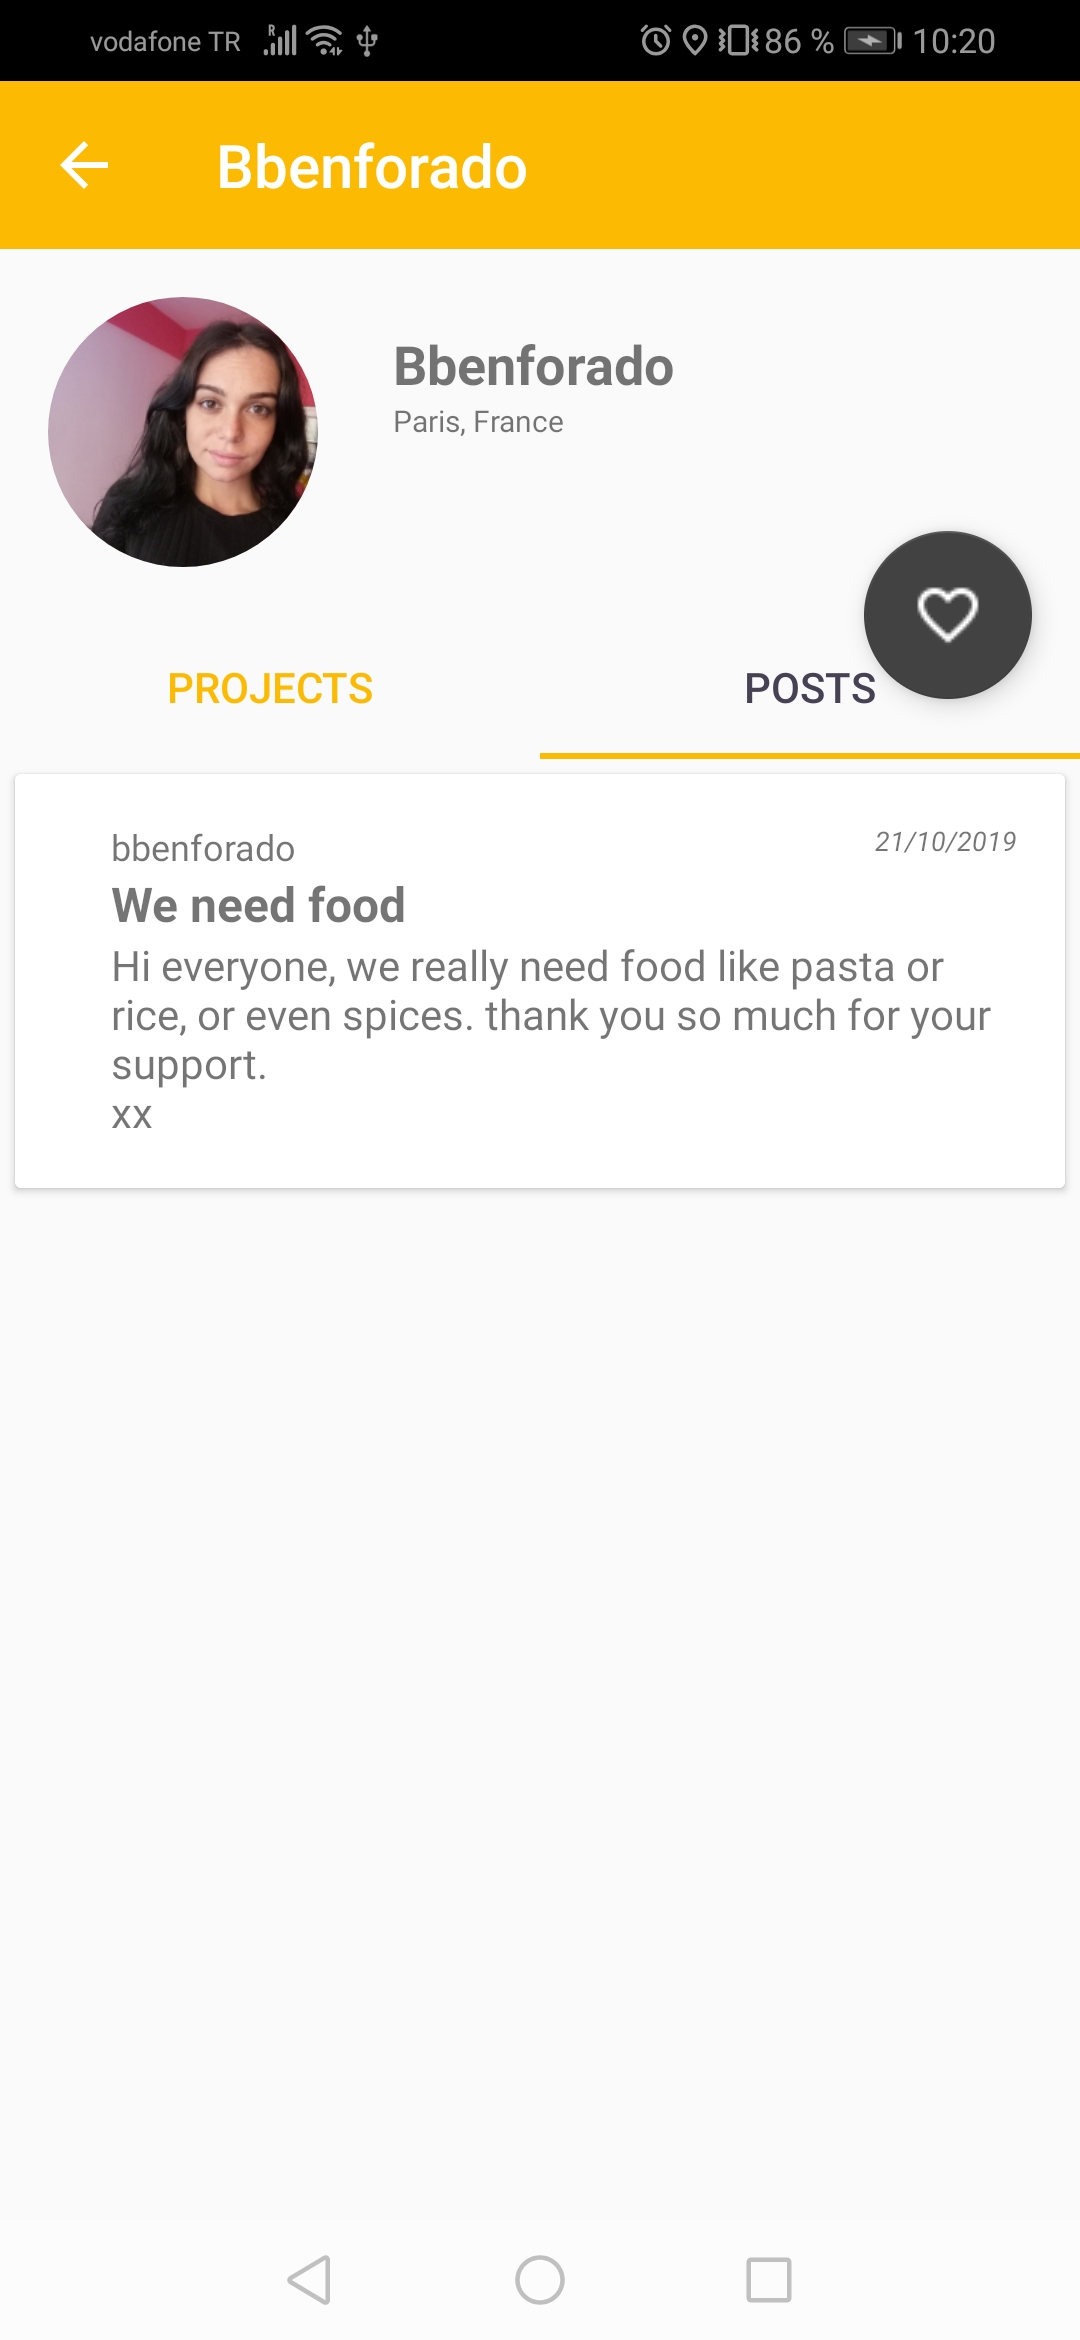 vodafone TR 86 % 10:20
Bbenforado
Bbenforado
Paris, France
PROJECTS POSTS
bbenforado 21/10/2019
We need food
Hi everyone, we really need food like pasta or
rice, or even spices. thank you so much for your
support.
xx